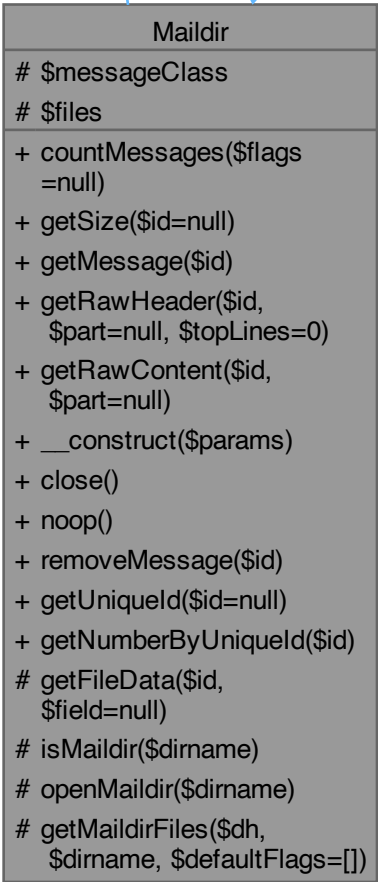 Maildir
# $messageClass
# $files
+ countMessages($flags
=null)
+ getSize($id=null)
+ getMessage($id)
+ getRawHeader($id,
$part=null, $topLines=0)
+ getRawContent($id,
$part=null)
+ __construct($params)
+ close()
+ noop()
+ removeMessage($id)
+ getUniqueId($id=null)
+ getNumberByUniqueId($id)
# getFileData($id,
$field=null)
# isMaildir($dirname)
# openMaildir($dirname)
# getMaildirFiles($dh,
$dirname, $defaultFlags=[])